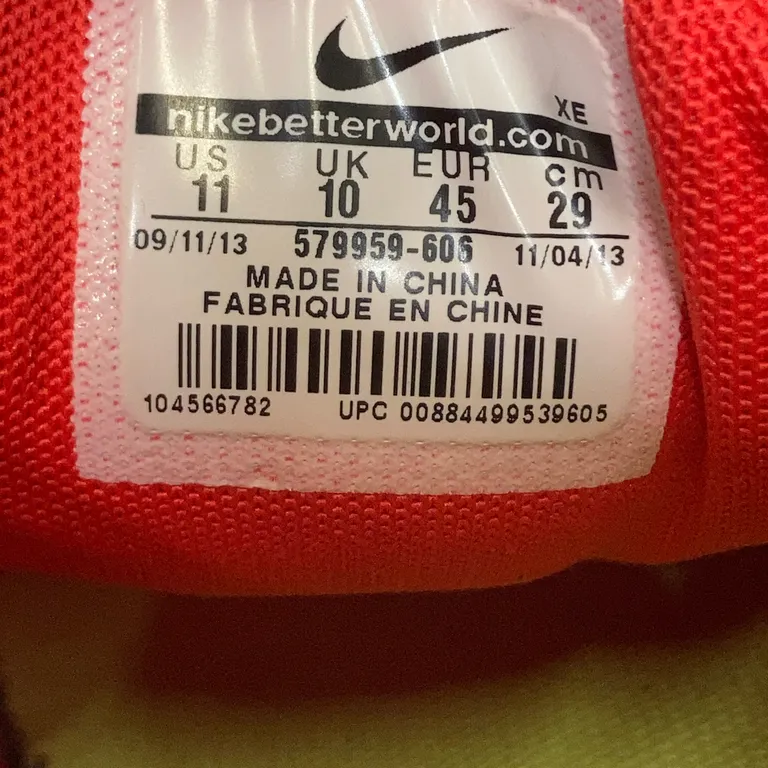 XE
nikebetterworld.com
US UK EUR cm
11 10 45 29
09/11/13 579959-606 11/04/13
MADE IN CHINA
FABRIQUE EN CHINE
104566782 UPC 00884499539605